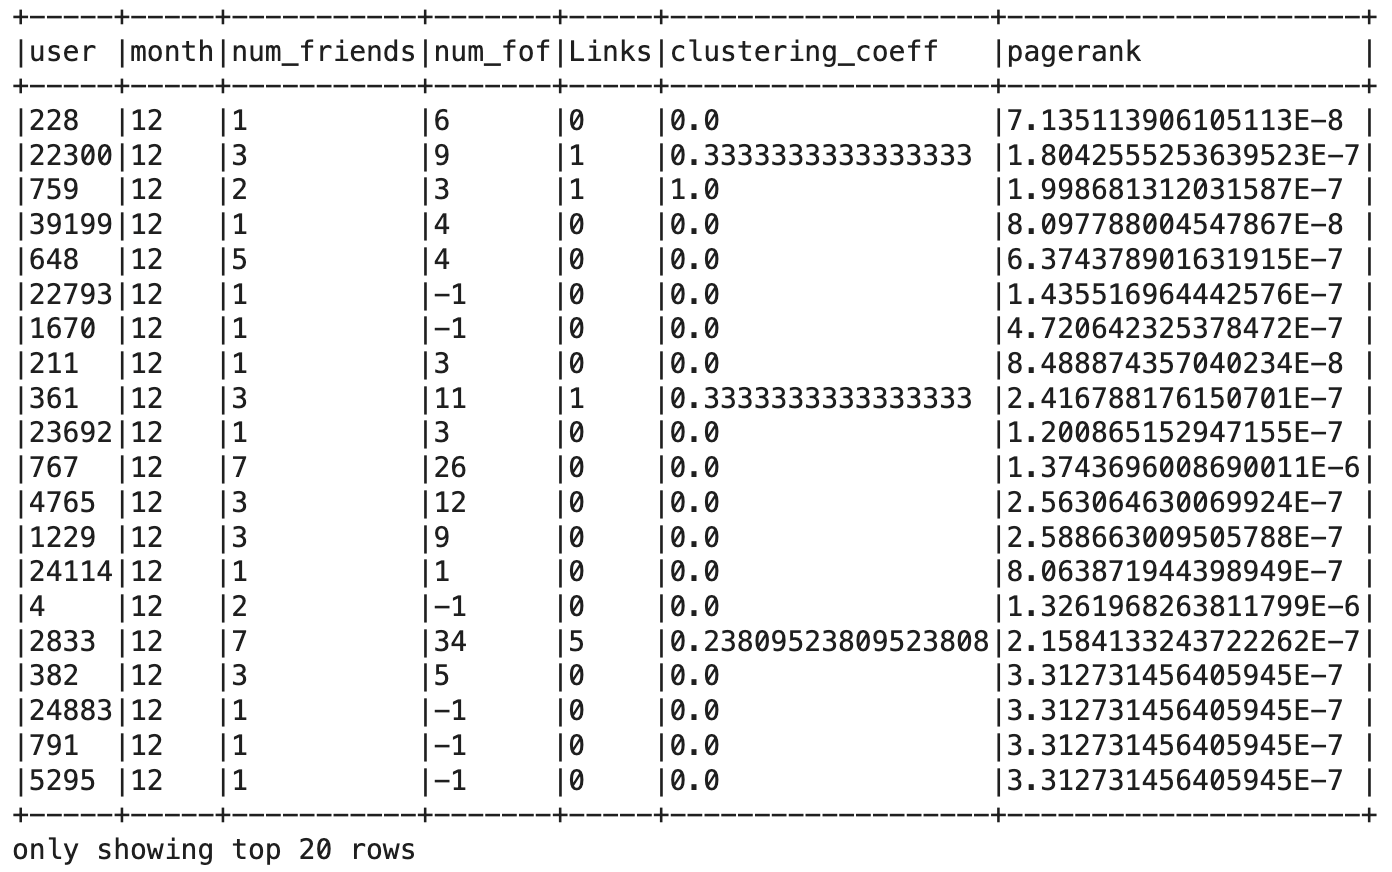 +-----+-----+-----------+-------+-----+-------------------+---------------------+
|user |month|num_friends|num_fof|Links|clustering_coeff   |pagerank             |
+-----+-----+-----------+-------+-----+-------------------+---------------------+
|228  |12   |1          |6      |0    |0.0                |7.135113906105113E-8 |
|22300|12   |3          |9      |1    |0.3333333333333333 |1.8042555253639523E-7|
|759  |12   |2          |3      |1    |1.0                |1.998681312031587E-7 |
|39199|12   |1          |4      |0    |0.0                |8.097788004547867E-8 |
|648  |12   |5          |4      |0    |0.0                |6.374378901631915E-7 |
|22793|12   |1          |-1     |0    |0.0                |1.435516964442576E-7 |
|1670 |12   |1          |-1     |0    |0.0                |4.720642325378472E-7 |
|211  |12   |1          |3      |0    |0.0                |8.488874357040234E-8 |
|361  |12   |3          |11     |1    |0.3333333333333333 |2.416788176150701E-7 |
|23692|12   |1          |3      |0    |0.0                |1.200865152947155E-7 |
|767  |12   |7          |26     |0    |0.0                |1.3743696008690011E-6|
|4765 |12   |3          |12     |0    |0.0                |2.563064630069924E-7 |
|1229 |12   |3          |9      |0    |0.0                |2.588663009505788E-7 |
|24114|12   |1          |1      |0    |0.0                |8.063871944398949E-7 |
|4    |12   |2          |-1     |0    |0.0                |1.3261968263811799E-6|
|2833 |12   |7          |34     |5    |0.23809523809523808|2.1584133243722262E-7|
|382  |12   |3          |5      |0    |0.0                |3.312731456405945E-7 |
|24883|12   |1          |-1     |0    |0.0                |3.312731456405945E-7 |
|791  |12   |1          |-1     |0    |0.0                |3.312731456405945E-7 |
|5295 |12   |1          |-1     |0    |0.0                |3.312731456405945E-7 |
+-----+-----+-----------+-------+-----+-------------------+---------------------+
only showing top 20 rows